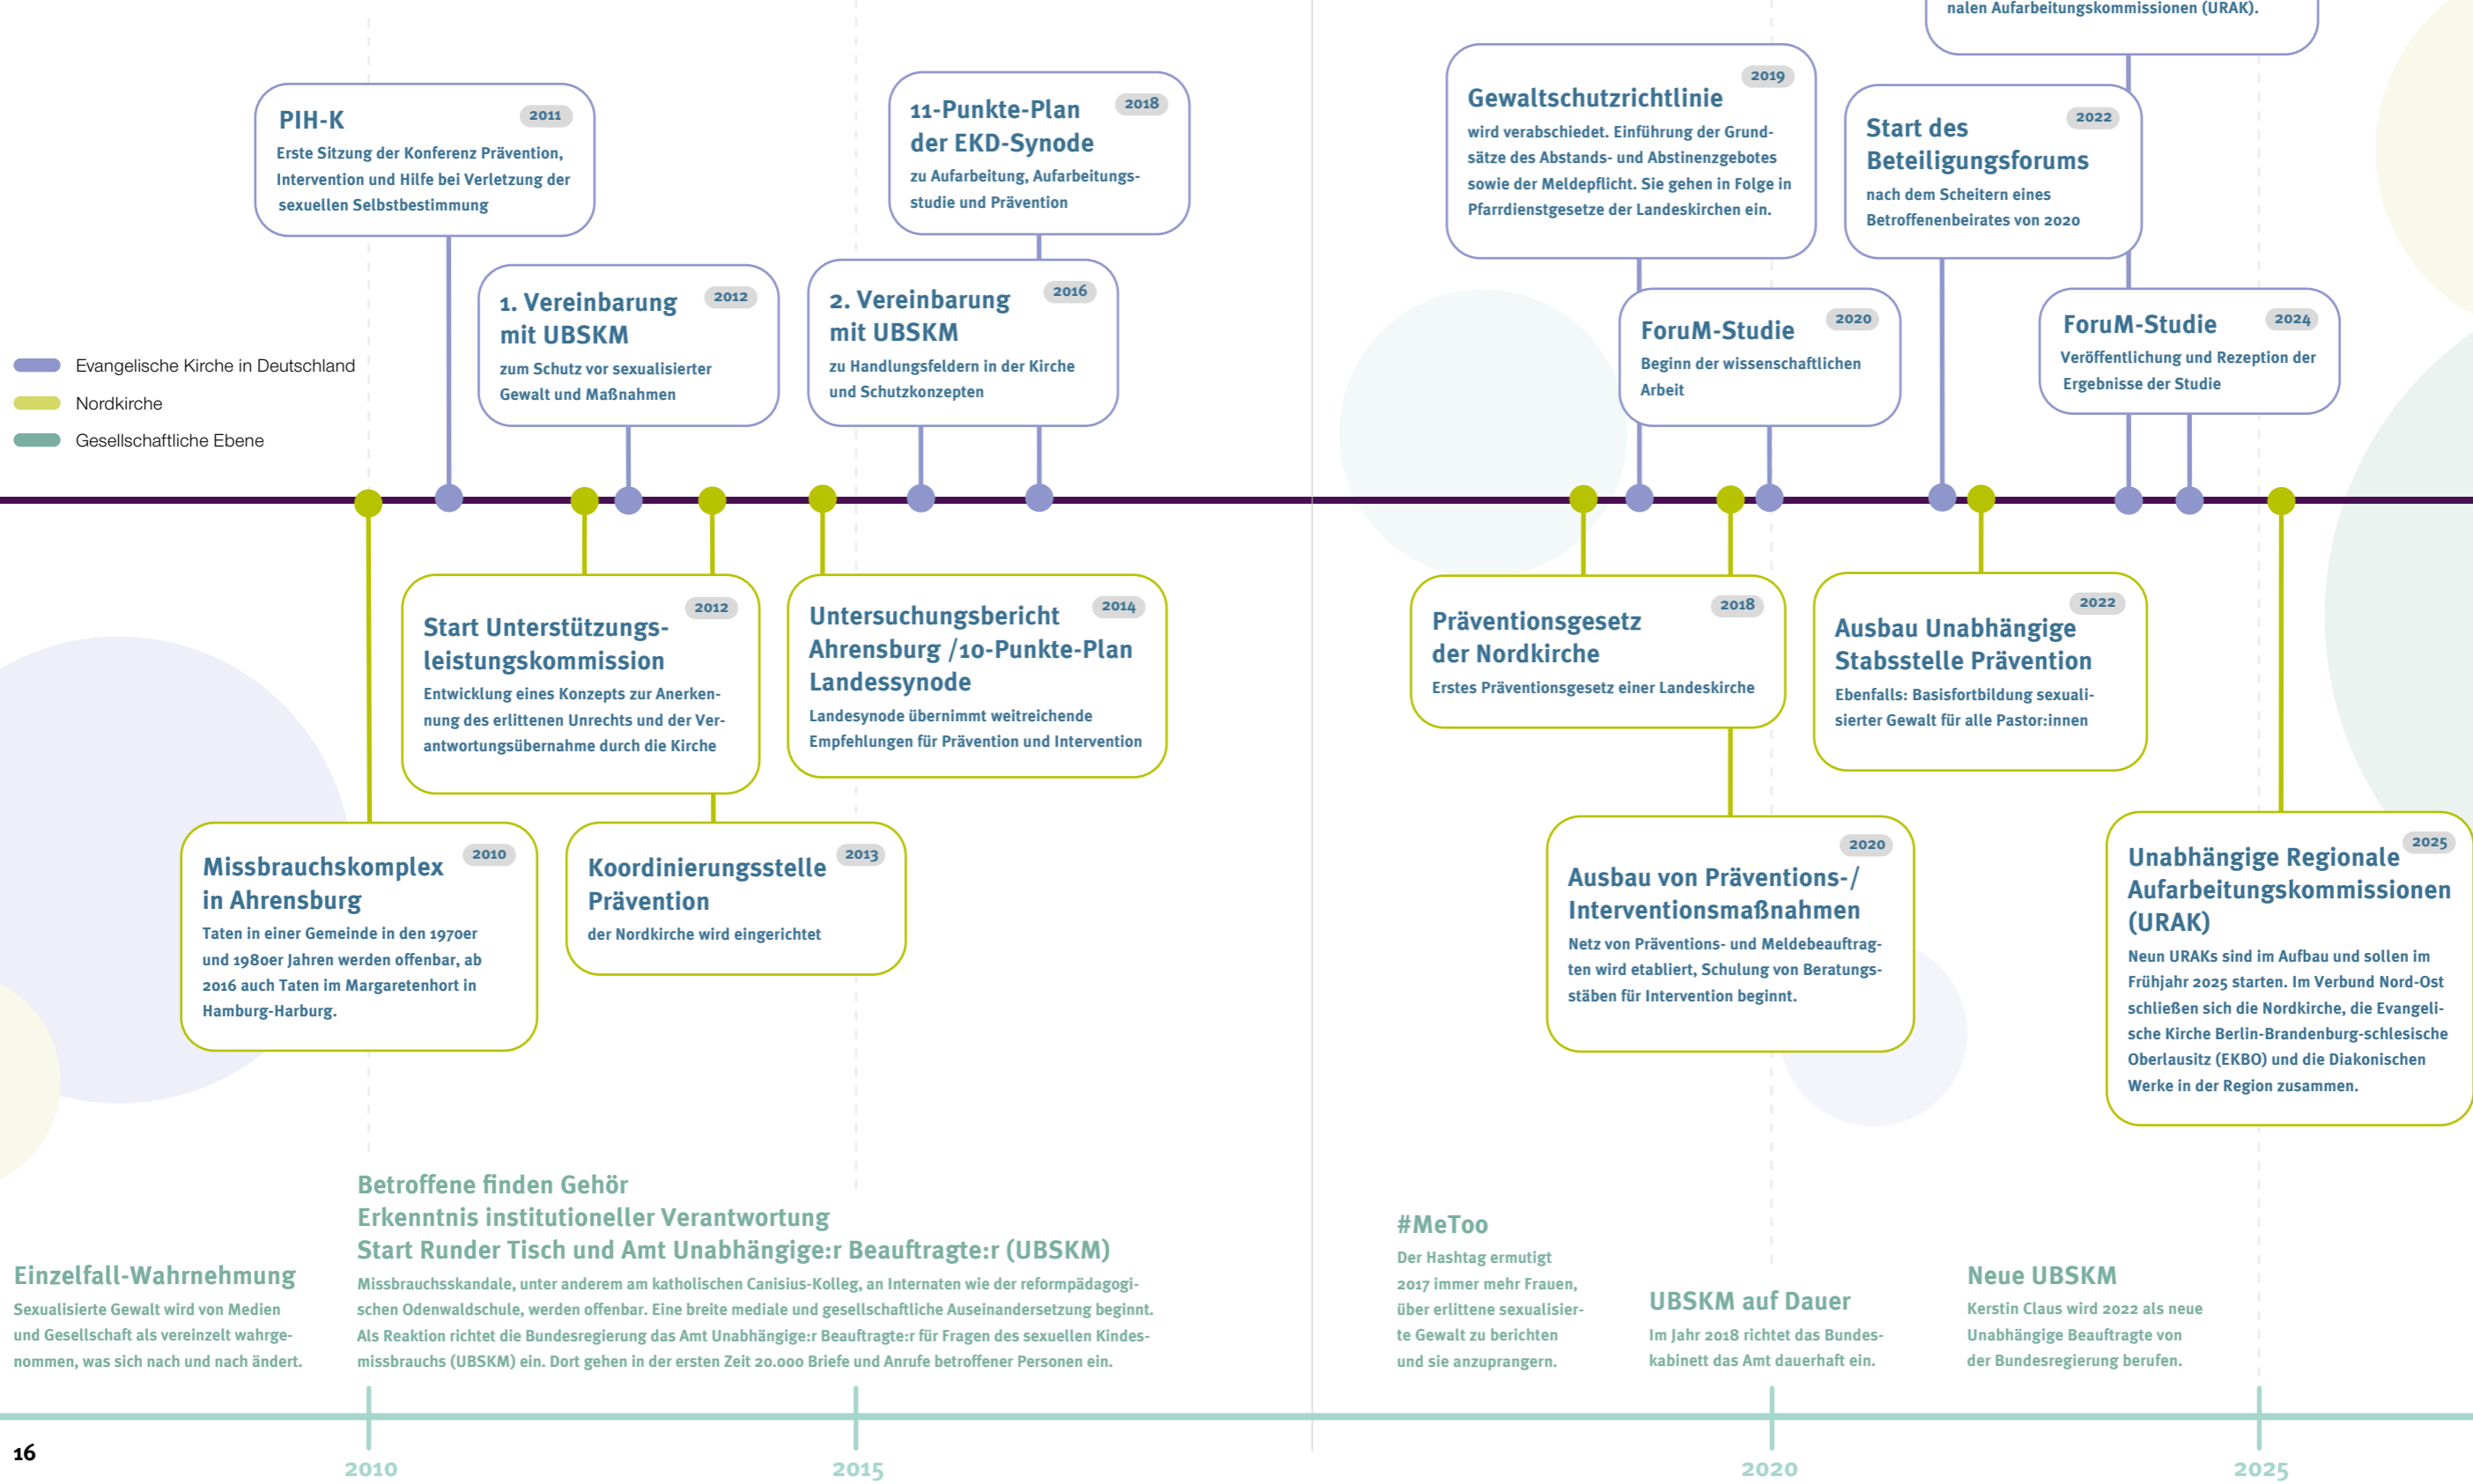 nalen Aufarbeitungskommissionen (URAK).
PIH-K
2011
Erste Sitzung der Konferenz Prävention,
Intervention und Hilfe bei Verletzung der
sexuellen Selbstbestimmung
11-Punkte-Plan
der EKD-Synode
2018
zu Aufarbeitung, Aufarbeitungs-
studie und Prävention
Gewaltschutzrichtlinie
2019
wird verabschiedet. Einführung der Grund-
sätze des Abstands- und Abstinenzgebotes
sowie der Meldepflicht. Sie gehen in Folge in
Pfarrdienstgesetze der Landeskirchen ein.
Start des
Beteiligungsforums
2022
nach dem Scheitern eines
Betroffenenbeirates von 2020
1. Vereinbarung
mit UBSKM
2012
zum Schutz vor sexualisierter
Gewalt und Maßnahmen
2. Vereinbarung
mit UBSKM
2016
zu Handlungsfeldern in der Kirche
und Schutzkonzepten
ForuM-Studie
2020
Beginn der wissenschaftlichen
Arbeit
ForuM-Studie
2024
Veröffentlichung und Rezeption der
Ergebnisse der Studie
Evangelische Kirche in Deutschland
Nordkirche
Gesellschaftliche Ebene
Start Unterstützungs-
leistungskommission
2012
Entwicklung eines Konzepts zur Anerken-
nung des erlittenen Unrechts und der Ver-
antwortungsübernahme durch die Kirche
Untersuchungsbericht
Ahrensburg /10-Punkte-Plan
Landessynode
2014
Landesynode übernimmt weitreichende
Empfehlungen für Prävention und Intervention
Präventionsgesetz
der Nordkirche
2018
Erstes Präventionsgesetz einer Landeskirche
Ausbau Unabhängige
Stabsstelle Prävention
2022
Ebenfalls: Basisfortbildung sexuali-
sierter Gewalt für alle Pastor:innen
Missbrauchskomplex
in Ahrensburg
2010
Taten in einer Gemeinde in den 1970er
und 1980er Jahren werden offenbar, ab
2016 auch Taten im Margaretenhort in
Hamburg-Harburg.
Koordinierungsstelle
Prävention
2013
der Nordkirche wird eingerichtet
Ausbau von Präventions-/
Interventionsmaßnahmen
2020
Netz von Präventions- und Meldebeauftrag-
ten wird etabliert, Schulung von Beratungs-
stäben für Intervention beginnt.
Unabhängige Regionale
Aufarbeitungskommissionen
(URAK)
2025
Neun URAKs sind im Aufbau und sollen im
Frühjahr 2025 starten. Im Verbund Nord-Ost
schließen sich die Nordkirche, die Evangeli-
sche Kirche Berlin-Brandenburg-schlesische
Oberlausitz (EKBO) und die Diakonischen
Werke in der Region zusammen.
Einzelfall-Wahrnehmung
Sexualisierte Gewalt wird von Medien
und Gesellschaft als vereinzelt wahrge-
nommen, was sich nach und nach ändert.
Betroffene finden Gehör
Erkenntnis institutioneller Verantwortung
Start Runder Tisch und Amt Unabhängige:r Beauftragte:r (UBSKM)
Missbrauchsskandale, unter anderem am katholischen Canisius-Kolleg, an Internaten wie der reformpädagogi-
schen Odenwaldschule, werden offenbar. Eine breite mediale und gesellschaftliche Auseinandersetzung beginnt.
Als Reaktion richtet die Bundesregierung das Amt Unabhängige:r Beauftragte:r für Fragen des sexuellen Kindes-
missbrauchs (UBSKM) ein. Dort gehen in der ersten Zeit 20.000 Briefe und Anrufe betroffener Personen ein.
#MeToo
Der Hashtag ermutigt
2017 immer mehr Frauen,
über erlittene sexualisier-
te Gewalt zu berichten
und sie anzuprangern.
UBSKM auf Dauer
Im Jahr 2018 richtet das Bundes-
kabinett das Amt dauerhaft ein.
Neue UBSKM
Kerstin Claus wird 2022 als neue
Unabhängige Beauftragte von
der Bundesregierung berufen.
16
2010
2015
2020
2025